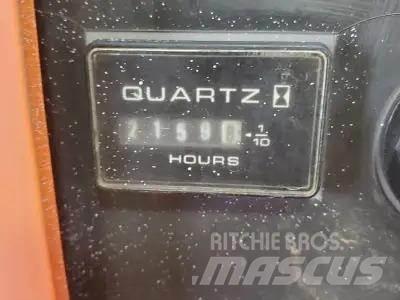 QUARTZ
2159 1/10
HOURS
RITCHIE BROS.
MASCUS